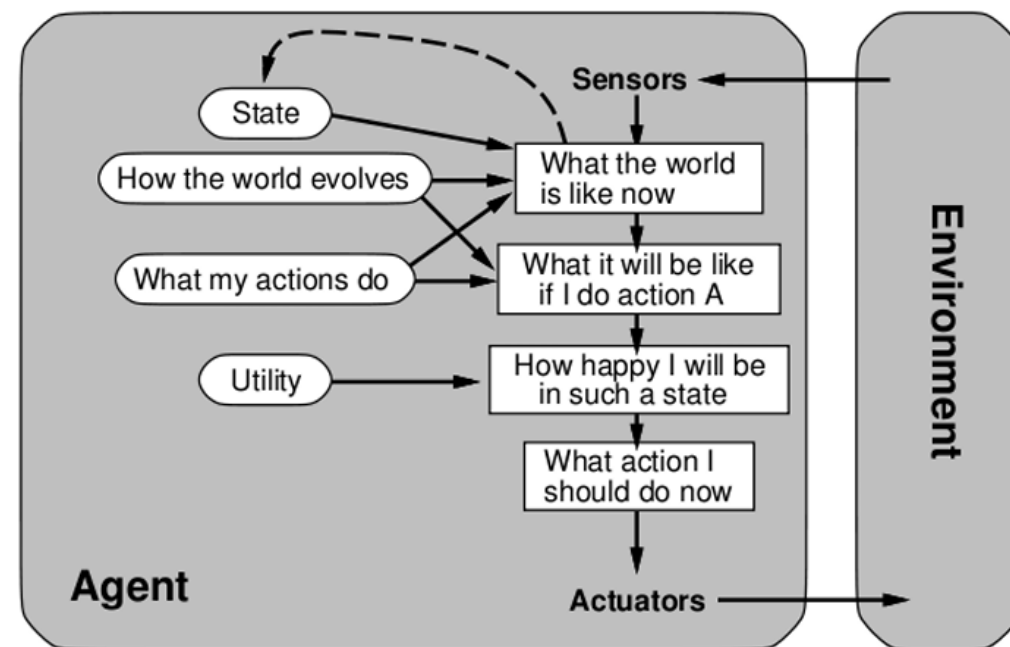 Sensors
State
What the world
is like now
How the world evolves
What it will be like
if I do action A
What my actions do
How happy I will be
in such a state
Utility
What action I
should do now
Agent
Actuators
Environment